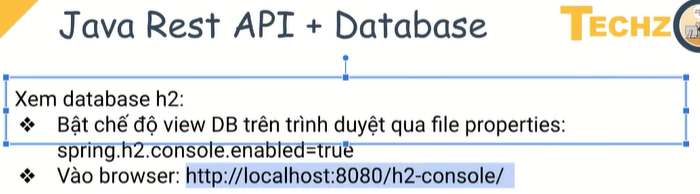 Java Rest API + Database
TECHZ
Xem database h2:
❖ Bật chế độ view DB trên trình duyệt qua file properties:
spring.h2.console.enabled=true
❖ Vào browser: http://localhost:8080/h2-console/